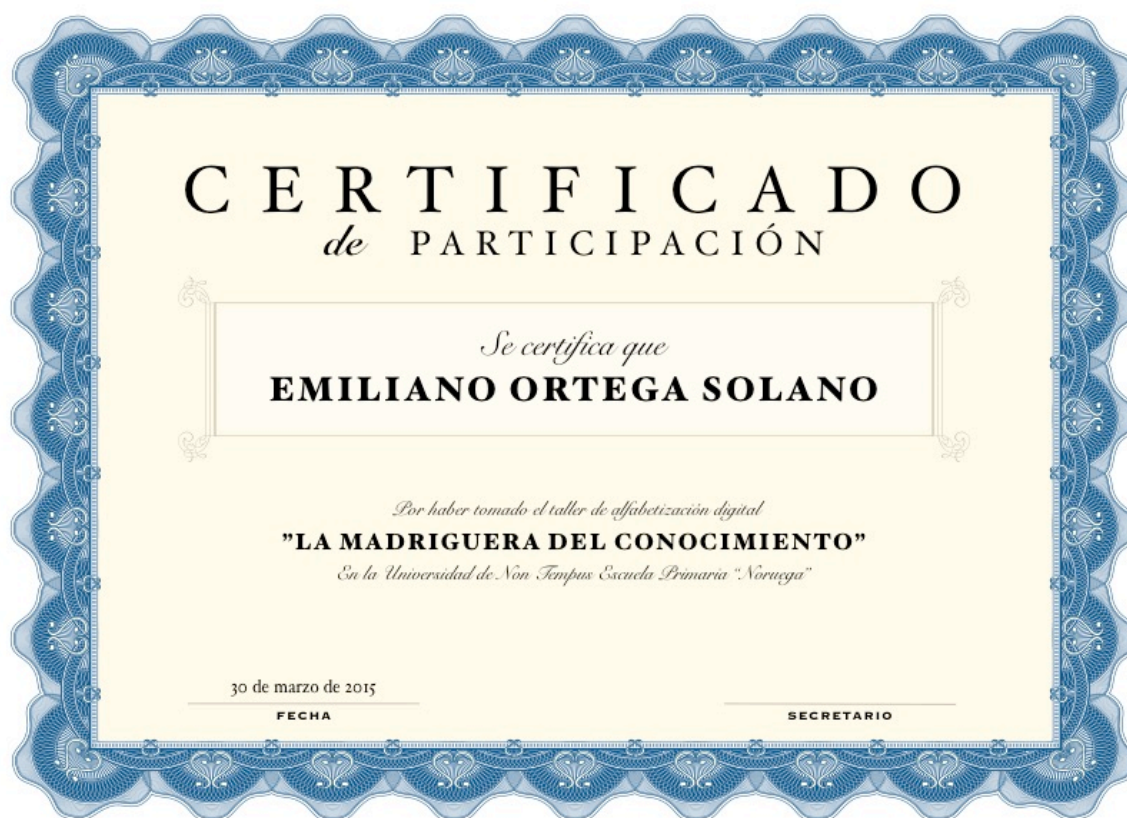 CERTIFICADO
de PARTICIPACIÓN
Se certifica que
EMILIANO ORTEGA SOLANO
Por haber tomado el taller de alfabetización digital
”LA MADRIGUERA DEL CONOCIMIENTO”
En la Universidad de Non Tempus Escuela Primaria “Noruega”
30 de marzo de 2015
FECHA
SECRETARIO